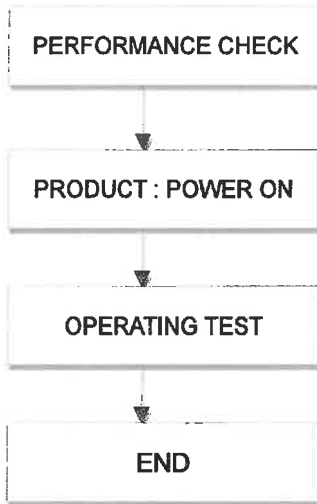 PERFORMANCE CHECK
PRODUCT : POWER ON
OPERATING TEST
END